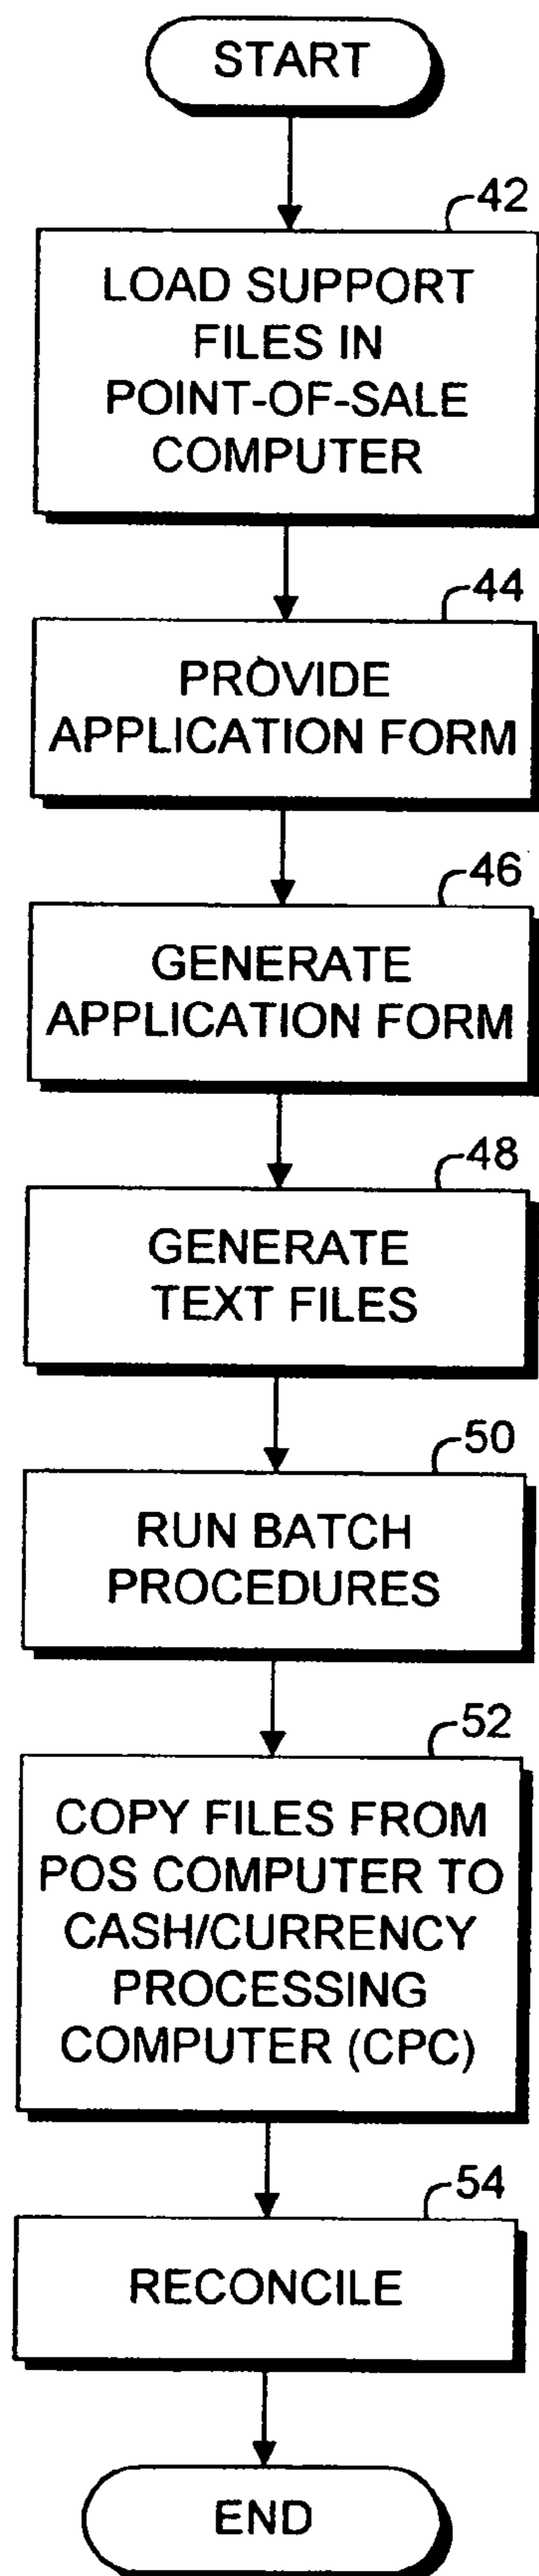 START
42
LOAD SUPPORT
FILES IN
POINT-OF-SALE
COMPUTER
44
PROVIDE
APPLICATION FORM
46
GENERATE
APPLICATION FORM
48
GENERATE
TEXT FILES
50
RUN BATCH
PROCEDURES
52
COPY FILES FROM
POS COMPUTER TO
CASH/CURRENCY
PROCESSING
COMPUTER (CPC)
54
RECONCILE
END